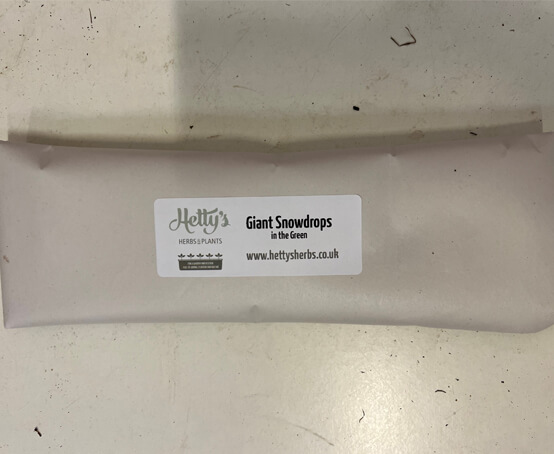 Hetty's
HERBS & PLANTS
Giant Snowdrops
in the Green
www.hettysherbs.co.uk